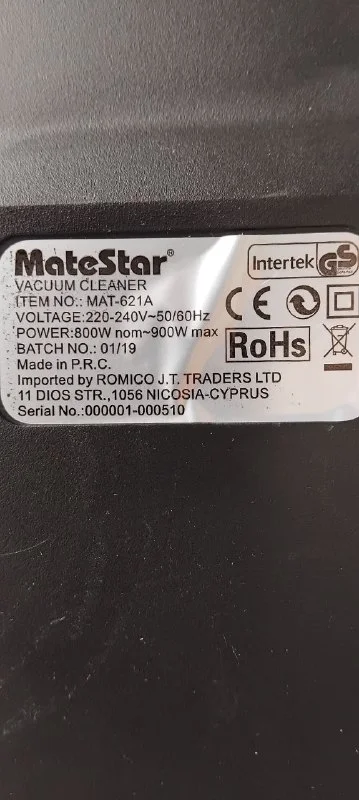 MateStar®
VACUUM CLEANER
ITEM NO.: MAT-621A
VOLTAGE:220-240V~50/60Hz
POWER:800W nom~900W max
BATCH NO.: 01/19
Made in P.R.C.
Imported by ROMICO J.T. TRADERS LTD
11 DIOS STR.,1056 NICOSIA-CYPRUS
Serial No.:000001-000510
Intertek GS
CE
RoHs